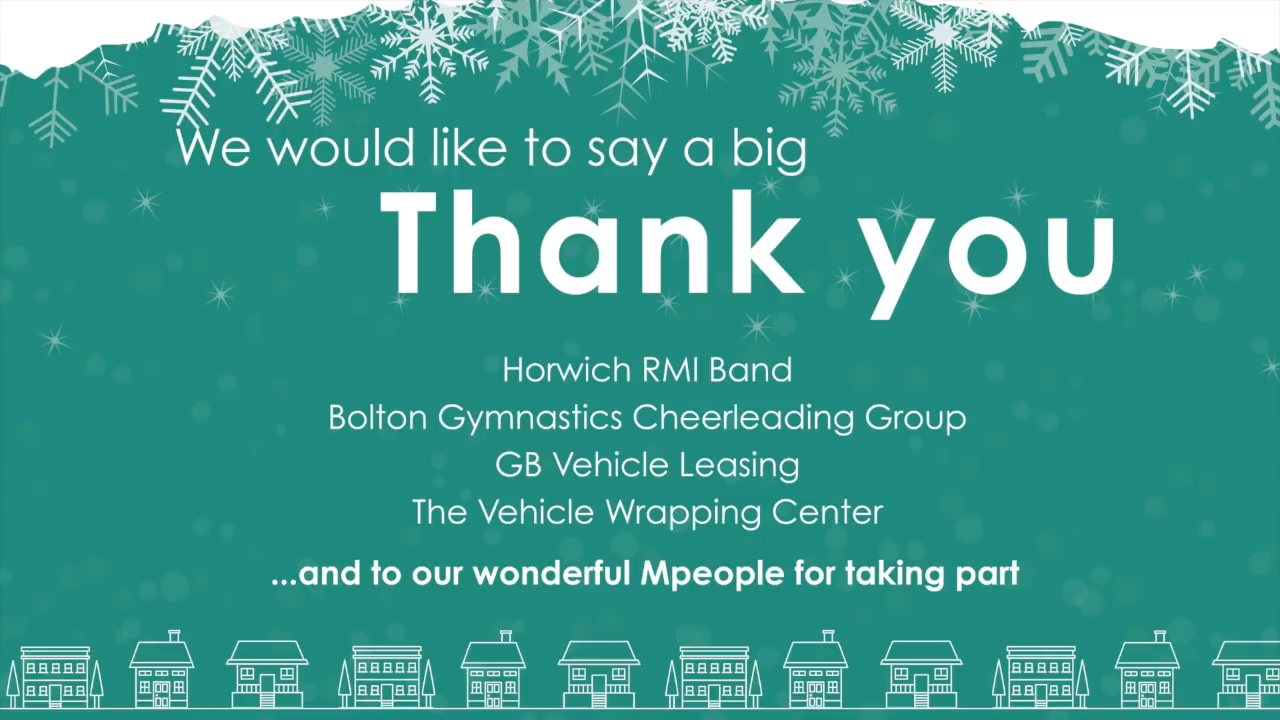 We would like to say a big
Thank you
Horwich RMI Band
Bolton Gymnastics Cheerleading Group
GB Vehicle Leasing
The Vehicle Wrapping Center
...and to our wonderful Mpeople for taking part